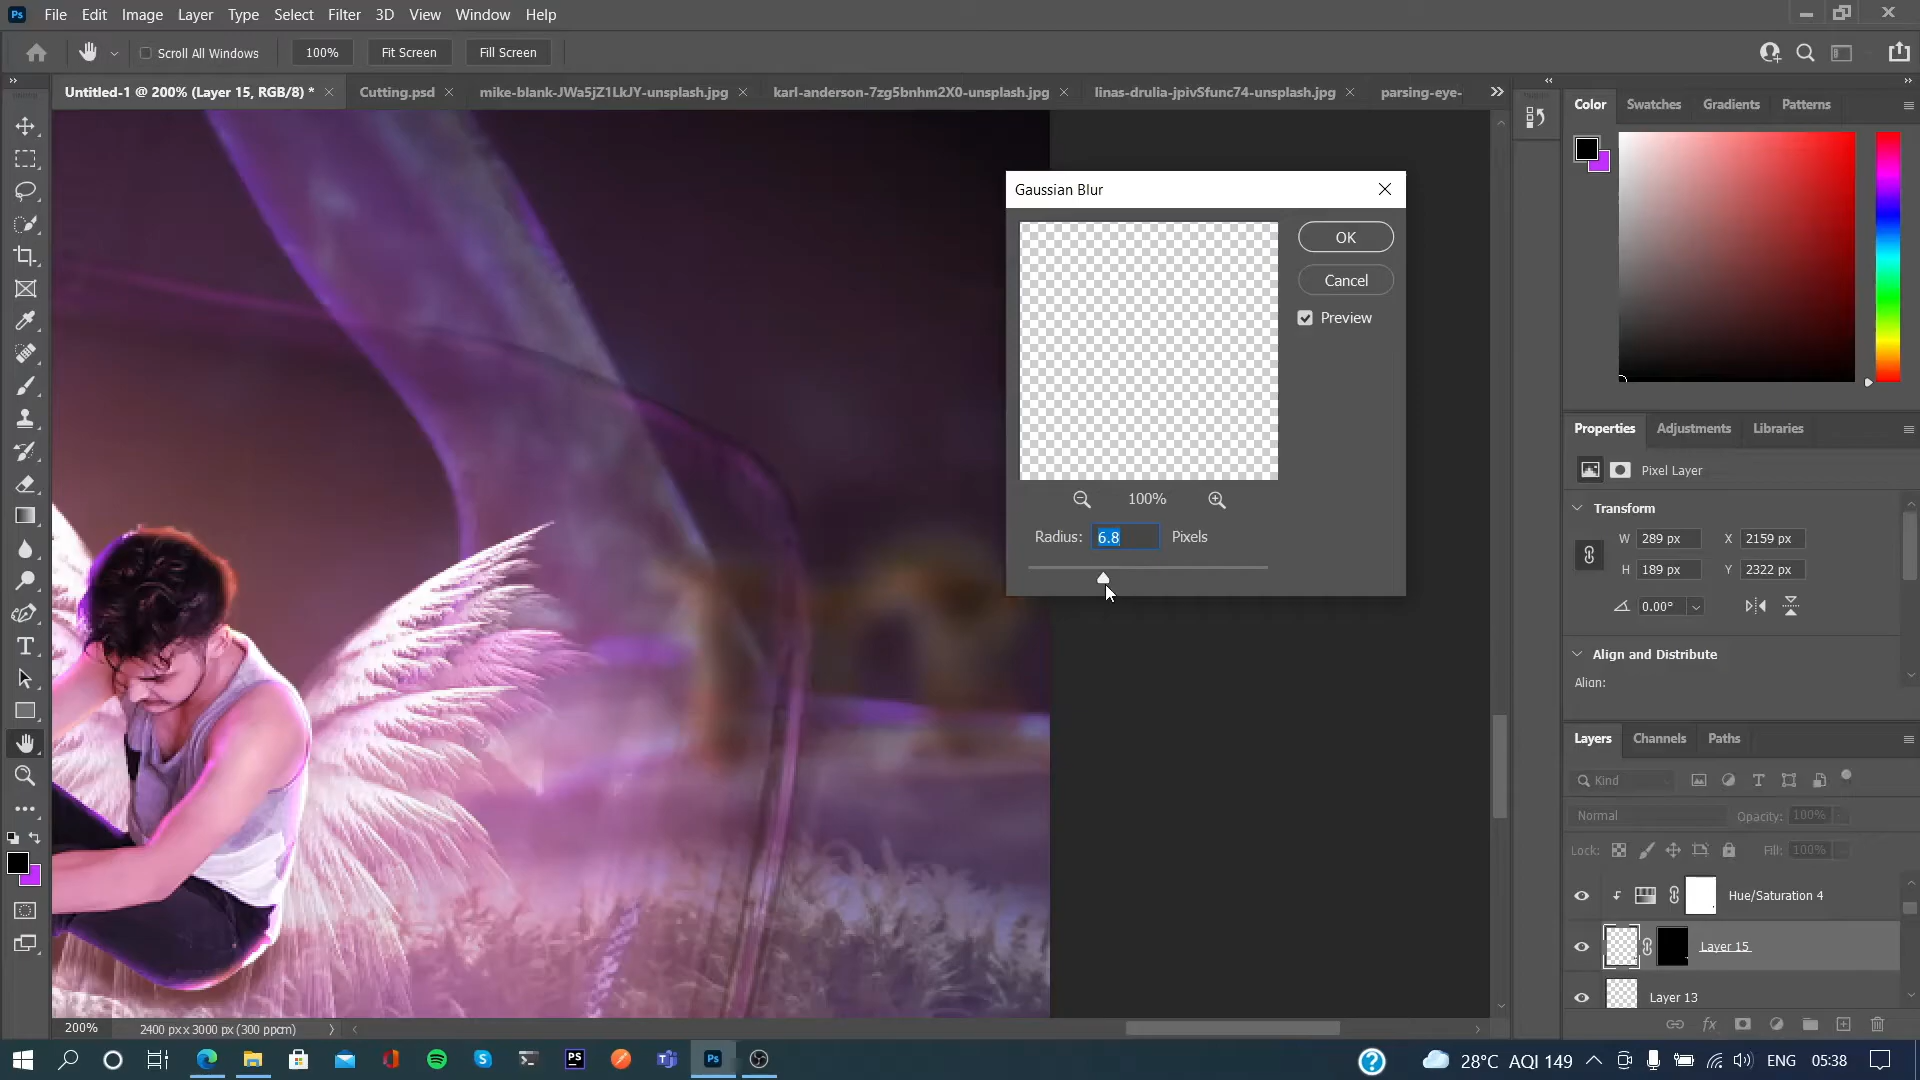 Ps File Edit Image Layer Type Select Filter 3D View Window Help
Scroll All Windows 100% Fit Screen Fill Screen
Untitled-1 @ 200% (Layer 15, RGB/8) * Cutting.psd mike-blank-JWa5jZ1LkJY-unsplash.jpg karl-anderson-7zg5bnhm2X0-unsplash.jpg linas-drulia-jpivSfunc74-unsplash.jpg parsing-eye-
Color Swatches Gradients Patterns
Gaussian Blur
OK
Cancel
Preview
100%
Radius: 6.8 Pixels
Properties Adjustments Libraries
Pixel Layer
Transform
W 289 px X 2159 px
H 189 px Y 2322 px
0.00°
Align and Distribute
Align:
Layers Channels Paths
Kind
Normal Opacity: 100%
Lock: Fill: 100%
Hue/Saturation 4
Layer 15
Layer 13
200% 2400 px x 3000 px (300 ppcm)
PS Ps 28°C AQI 149 ENG 05:38